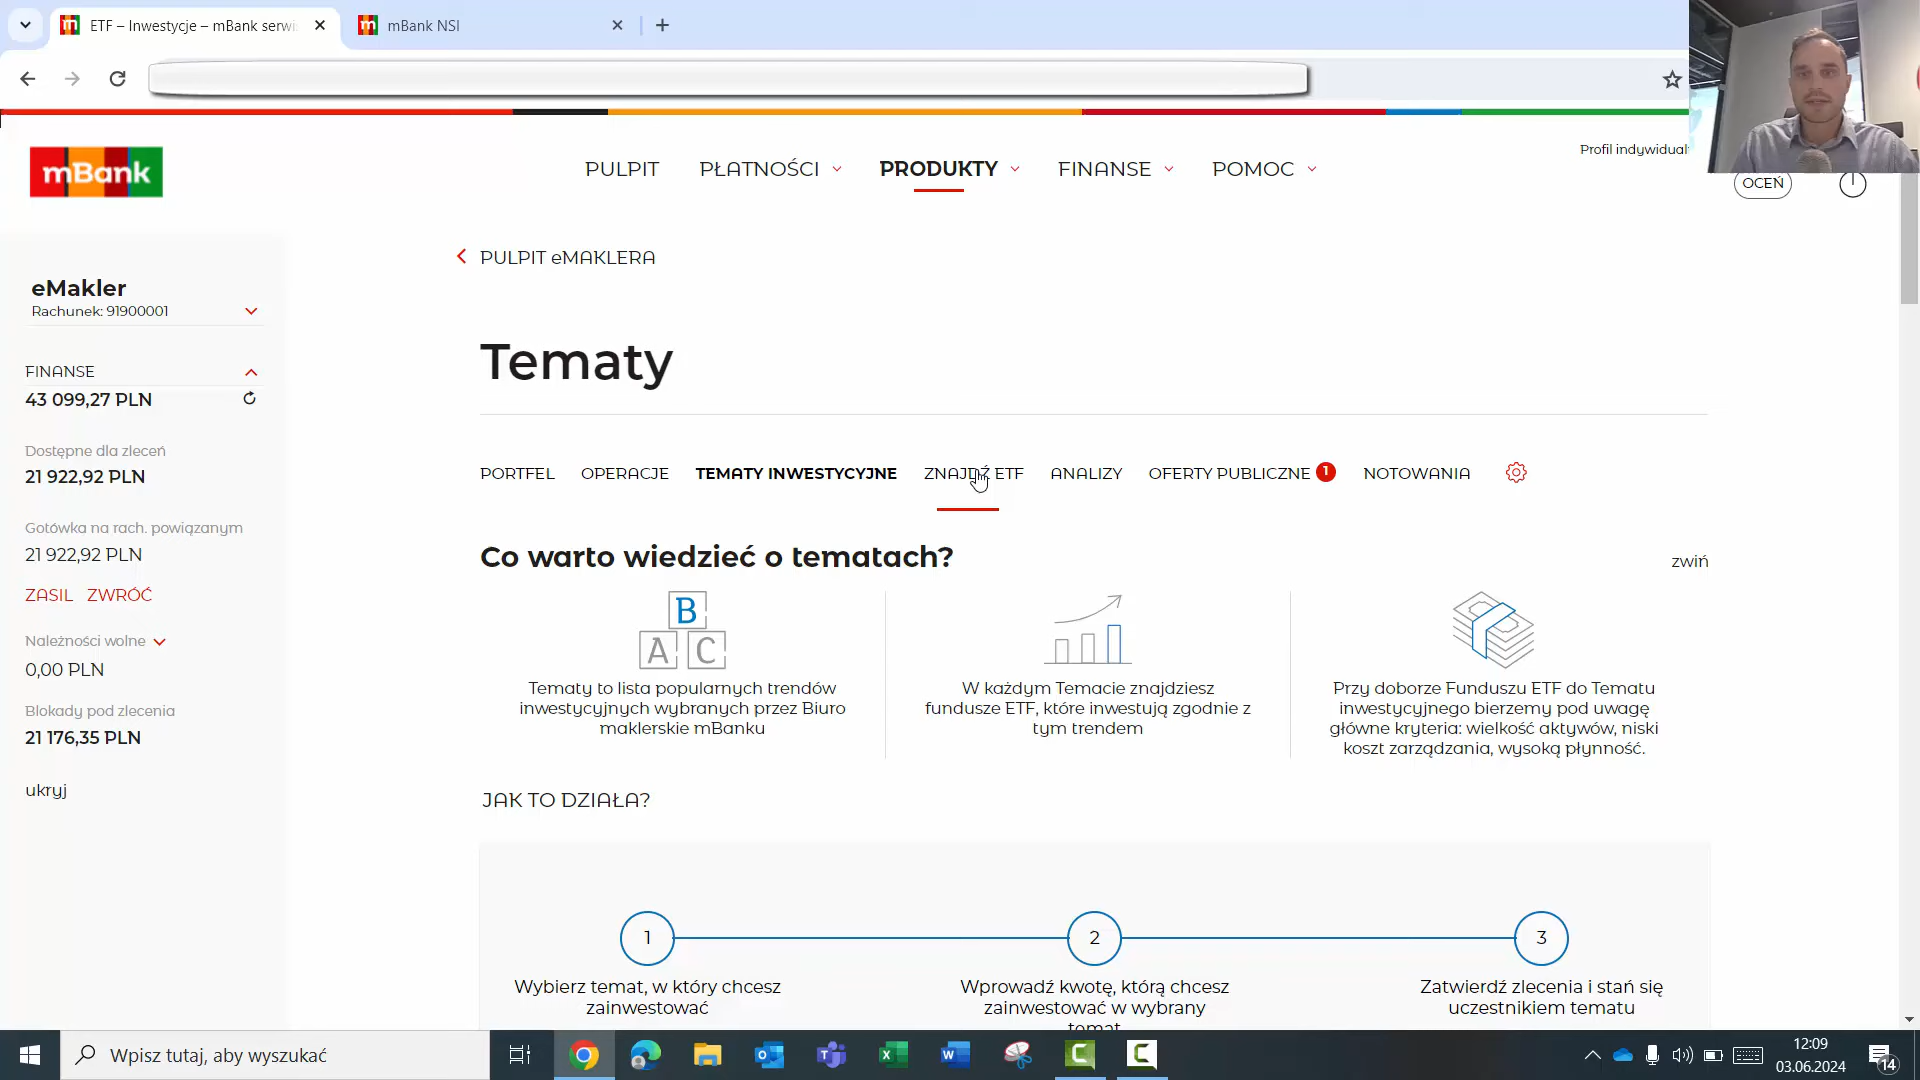 ETF – Inwestycje – mBank serwi
mBank NSI
mBank
PULPIT
PŁATNOŚCI
PRODUKTY
FINANSE
POMOC
Profil indywidual
OCEŃ
PULPIT eMAKLERA
eMakler
Rachunek: 91900001
FINANSE
43 099,27 PLN
Dostępne dla zleceń
21 922,92 PLN
Gotówka na rach. powiązanym
21 922,92 PLN
ZASIL ZWRÓĆ
Należności wolne
0,00 PLN
Blokady pod zlecenia
21 176,35 PLN
ukryj
Tematy
PORTFEL
OPERACJE
TEMATY INWESTYCYJNE
ZNAJDŹ ETF
ANALIZY
OFERTY PUBLICZNE 1
NOTOWANIA
Co warto wiedzieć o tematach?
zwiń
B
A C
Tematy to lista popularnych trendów
inwestycyjnych wybranych przez Biuro
maklerskie mBanku
W każdym Temacie znajdziesz
fundusze ETF, które inwestują zgodnie z
tym trendem
Przy doborze Funduszu ETF do Tematu
inwestycyjnego bierzemy pod uwagę
główne kryteria: wielkość aktywów, niski
koszt zarządzania, wysoką płynność.
JAK TO DZIAŁA?
1
2
3
Wybierz temat, w który chcesz
zainwestować
Wprowadź kwotę, którą chcesz
zainwestować w wybrany
temat
Zatwierdź zlecenia i stań się
uczestnikiem tematu
Wpisz tutaj, aby wyszukać
12:09
03.06.2024
14